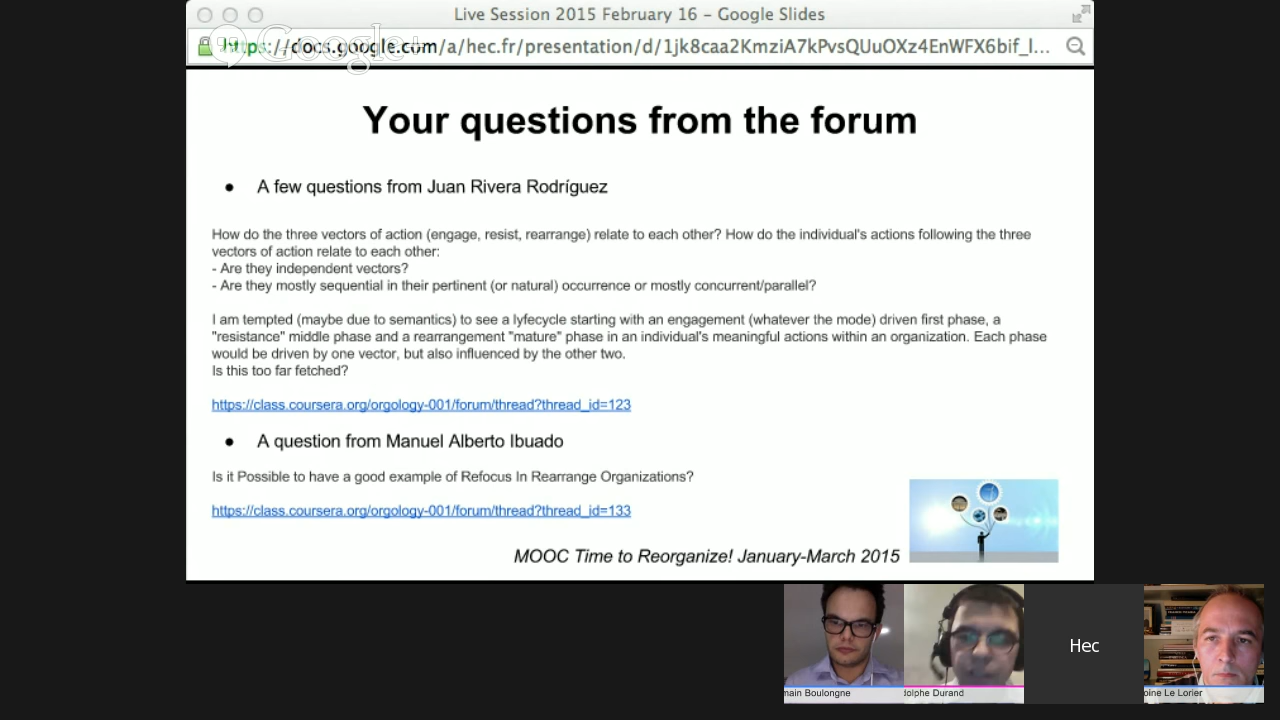 Live Session 2015 February 16 – Google Slides
https://docs.google.com/a/hec.fr/presentation/d/1jk8caa2KmziA7kPvsQUuOXz4EnWFX6bif_l...
Google+
Your questions from the forum
● A few questions from Juan Rivera Rodríguez
How do the three vectors of action (engage, resist, rearrange) relate to each other? How do the individual's actions following the three
vectors of action relate to each other:
- Are they independent vectors?
- Are they mostly sequential in their pertinent (or natural) occurrence or mostly concurrent/parallel?
I am tempted (maybe due to semantics) to see a lyfecycle starting with an engagement (whatever the mode) driven first phase, a
"resistance" middle phase and a rearrangement "mature" phase in an individual's meaningful actions within an organization. Each phase
would be driven by one vector, but also influenced by the other two.
Is this too far fetched?
https://class.coursera.org/orgology-001/forum/thread?thread_id=123
● A question from Manuel Alberto Ibuado
Is it Possible to have a good example of Refocus In Rearrange Organizations?
https://class.coursera.org/orgology-001/forum/thread?thread_id=133
MOOC Time to Reorganize! January-March 2015
Hec
main Boulongne
dolphe Durand
oine Le Lorier